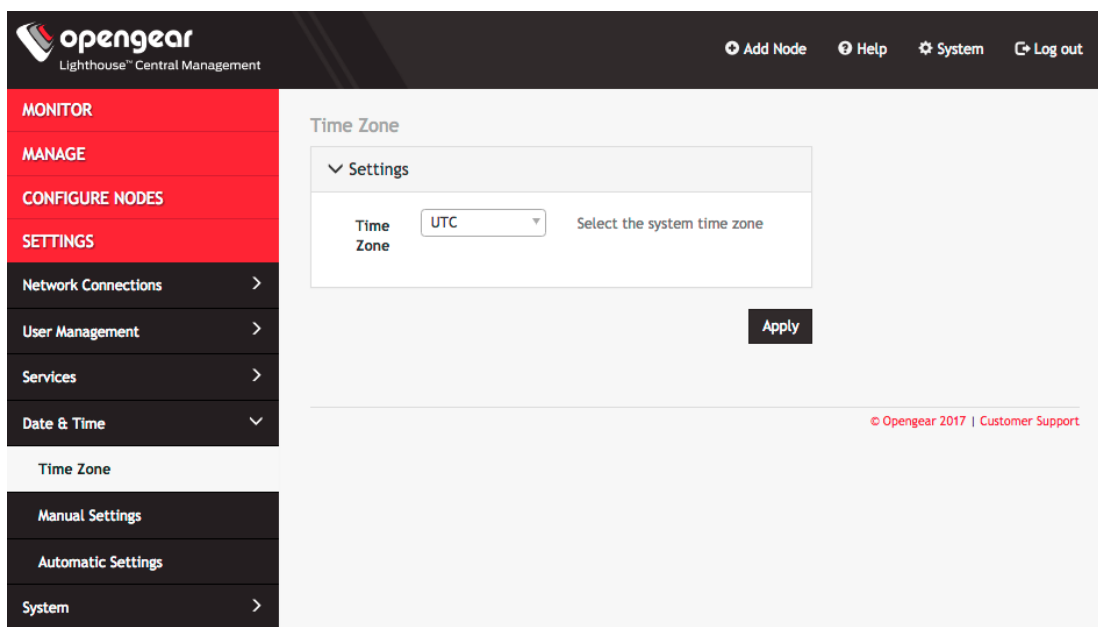 opengear
Lighthouse™ Central Management
Add Node Help System Log out
MONITOR
MANAGE
CONFIGURE NODES
SETTINGS
Network Connections
User Management
Services
Date & Time
Time Zone
Manual Settings
Automatic Settings
System
Time Zone
Settings
Time Zone
UTC
Select the system time zone
Apply
© Opengear 2017 | Customer Support